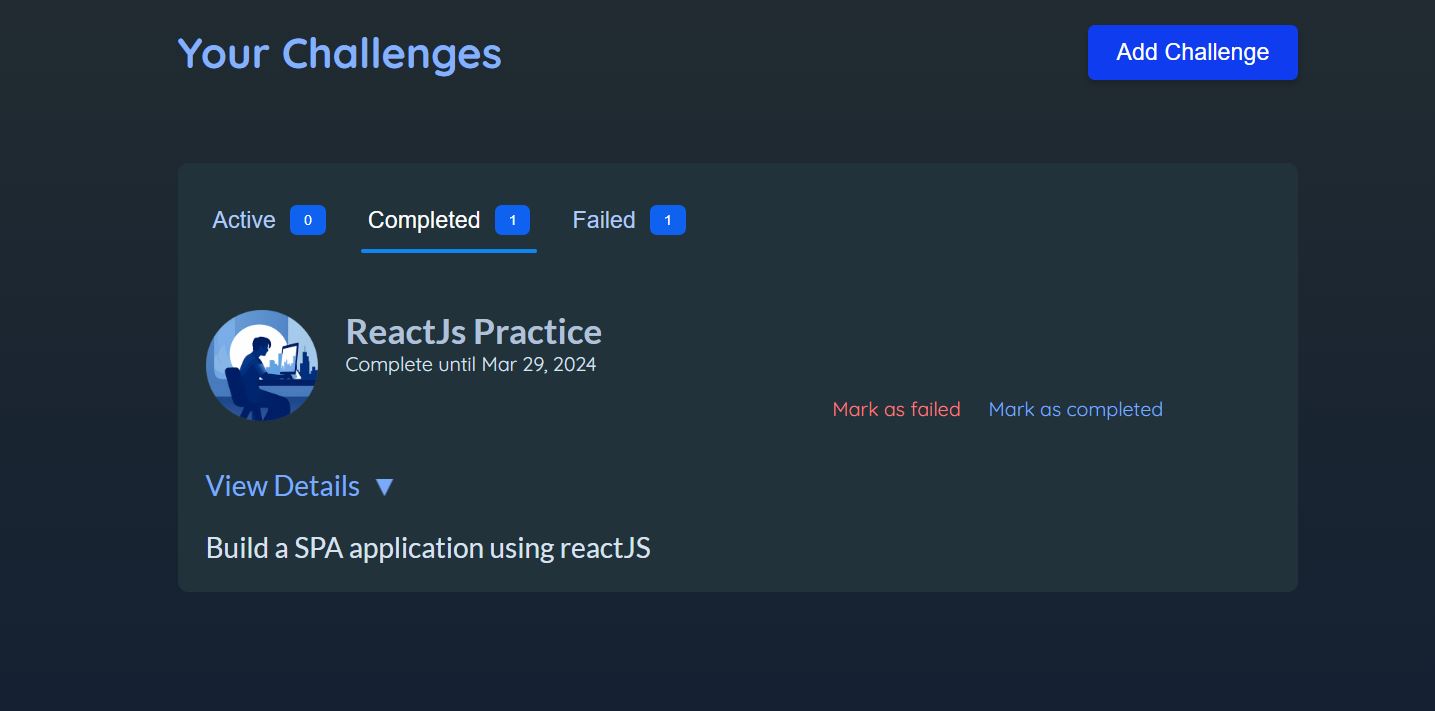 Your Challenges
Add Challenge
Active 0 Completed 1 Failed 1
ReactJs Practice
Complete until Mar 29, 2024
Mark as failed Mark as completed
View Details ▼
Build a SPA application using reactJS